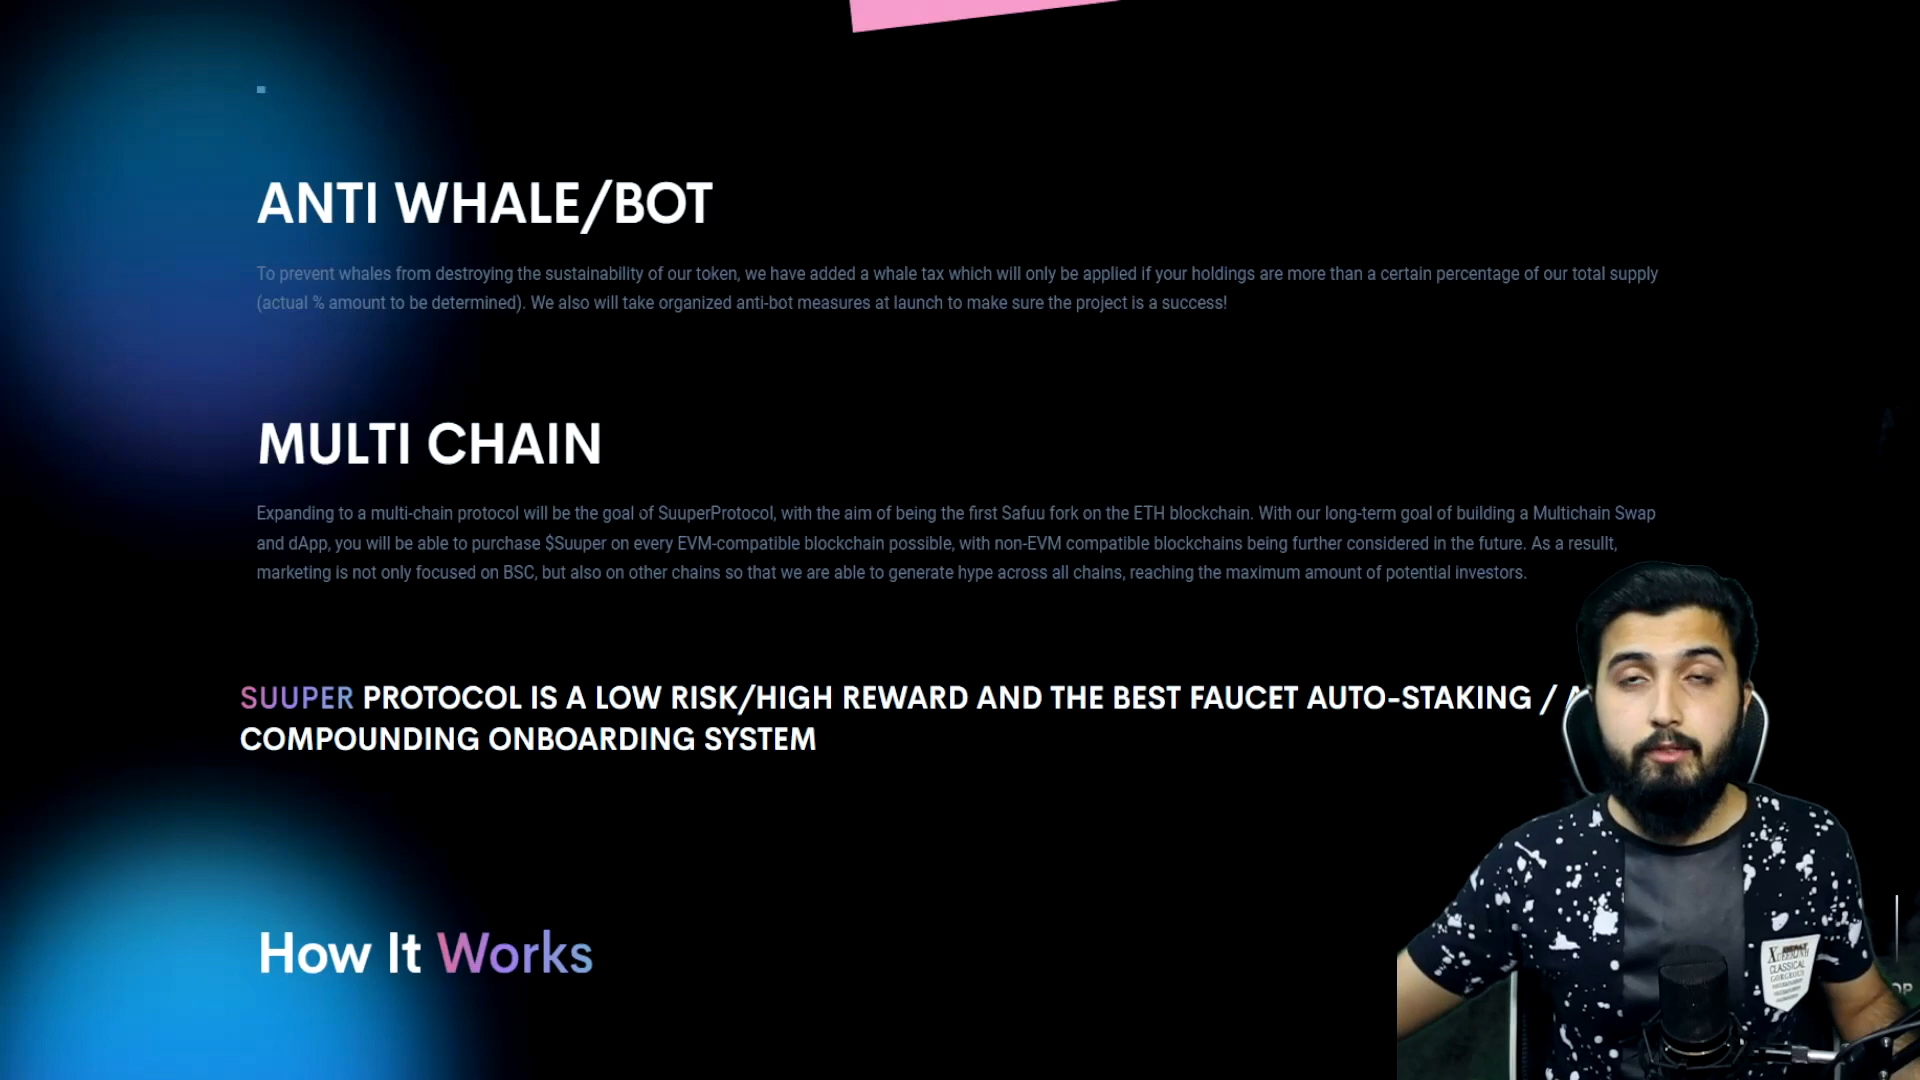 ANTI WHALE/BOT
To prevent whales from destroying the sustainability of our token, we have added a whale tax which will only be applied if your holdings are more than a certain percentage of our total supply
(actual % amount to be determined). We also will take organized anti-bot measures at launch to make sure the project is a success!
MULTI CHAIN
Expanding to a multi-chain protocol will be the goal of SuuperProtocol, with the aim of being the first Safuu fork on the ETH blockchain. With our long-term goal of building a Multichain Swap
and dApp, you will be able to purchase $Suuper on every EVM-compatible blockchain possible, with non-EVM compatible blockchains being further considered in the future. As a resullt,
marketing is not only focused on BSC, but also on other chains so that we are able to generate hype across all chains, reaching the maximum amount of potential investors.
SUUPER PROTOCOL IS A LOW RISK/HIGH REWARD AND THE BEST FAUCET AUTO-STAKING /
COMPOUNDING ONBOARDING SYSTEM
How It Works
CLASSICAL
GORGEOUS